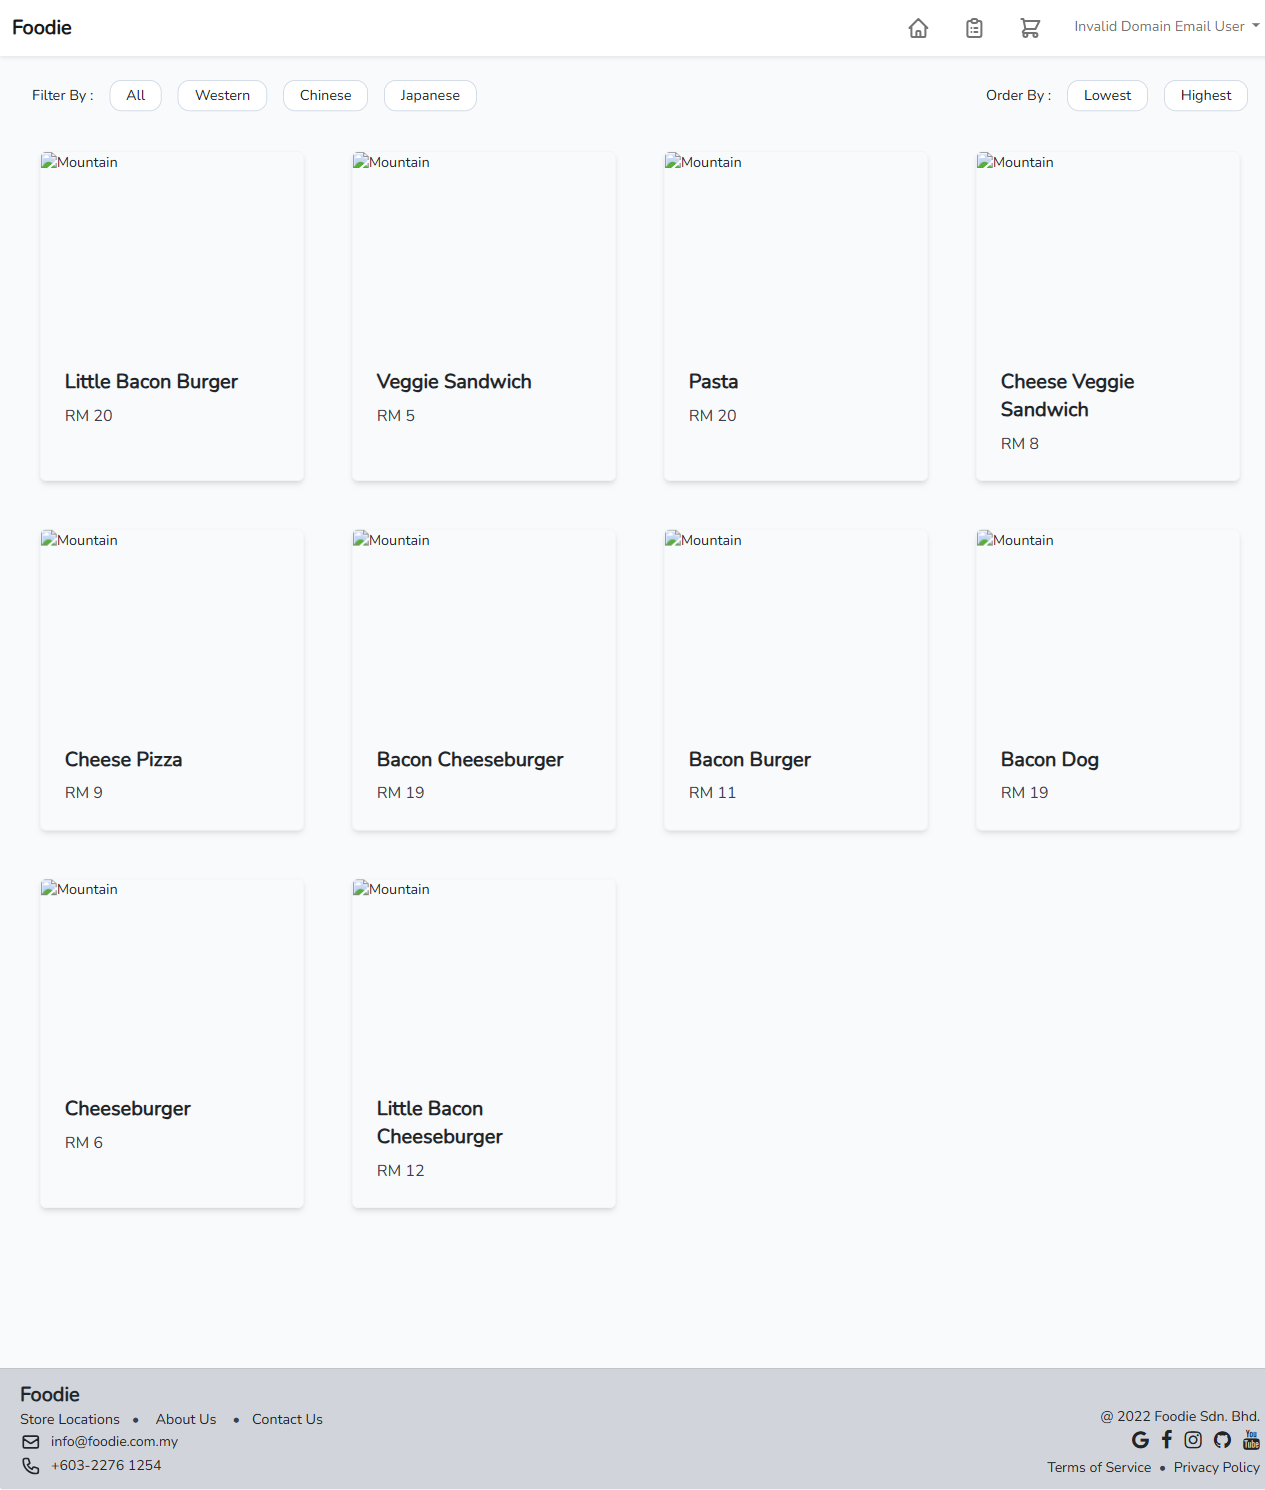 Foodie
Invalid Domain Email User
Filter By : All Western Chinese Japanese
Order By : Lowest Highest
Mountain Mountain Mountain Mountain
Little Bacon Burger
RM 20
Veggie Sandwich
RM 5
Pasta
RM 20
Cheese Veggie
Sandwich
RM 8
Mountain Mountain Mountain Mountain
Cheese Pizza
RM 9
Bacon Cheeseburger
RM 19
Bacon Burger
RM 11
Bacon Dog
RM 19
Mountain Mountain
Cheeseburger
RM 6
Little Bacon
Cheeseburger
RM 12
Foodie
Store Locations • About Us • Contact Us
info@foodie.com.my
+603-2276 1254
@ 2022 Foodie Sdn. Bhd.
You Tube
Terms of Service • Privacy Policy